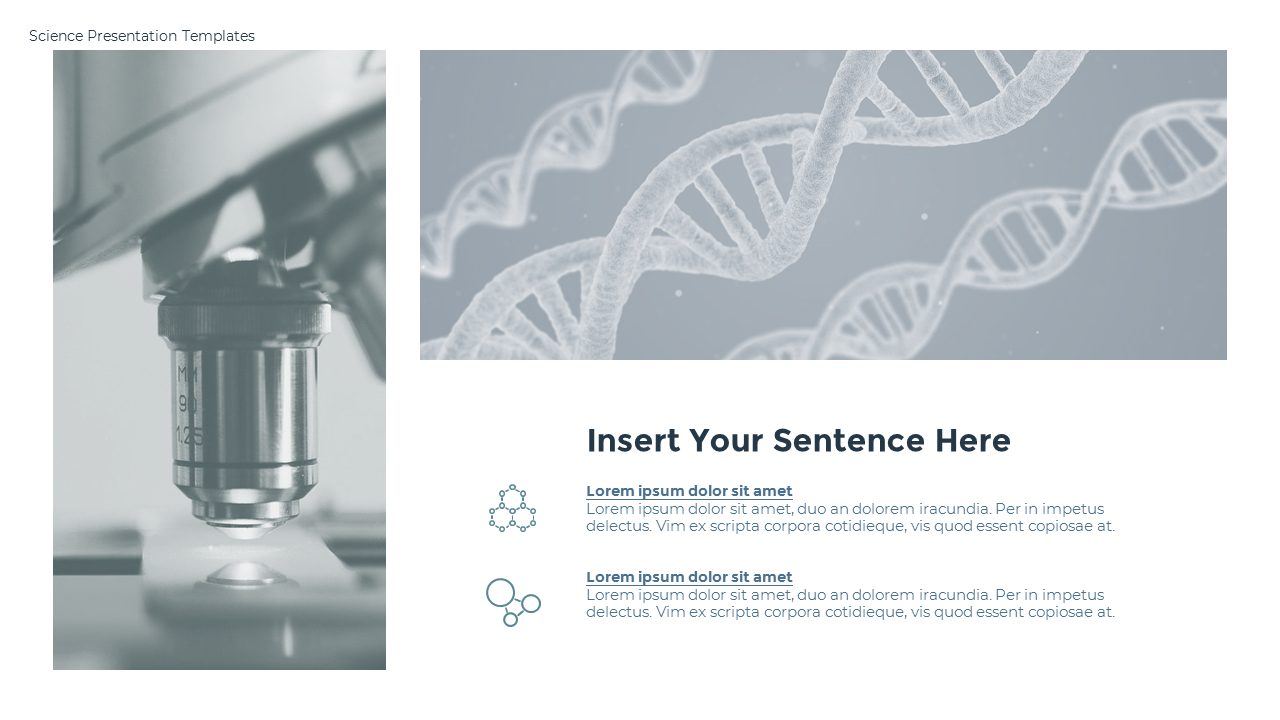 Science Presentation Templates
MM
90
1.25
Insert Your Sentence Here
Lorem ipsum dolor sit amet
Lorem ipsum dolor sit amet, duo an dolorem iracundia. Per in impetus
delectus. Vim ex scripta corpora cotidieque, vis quod essent copiosae at.
Lorem ipsum dolor sit amet
Lorem ipsum dolor sit amet, duo an dolorem iracundia. Per in impetus
delectus. Vim ex scripta corpora cotidieque, vis quod essent copiosae at.